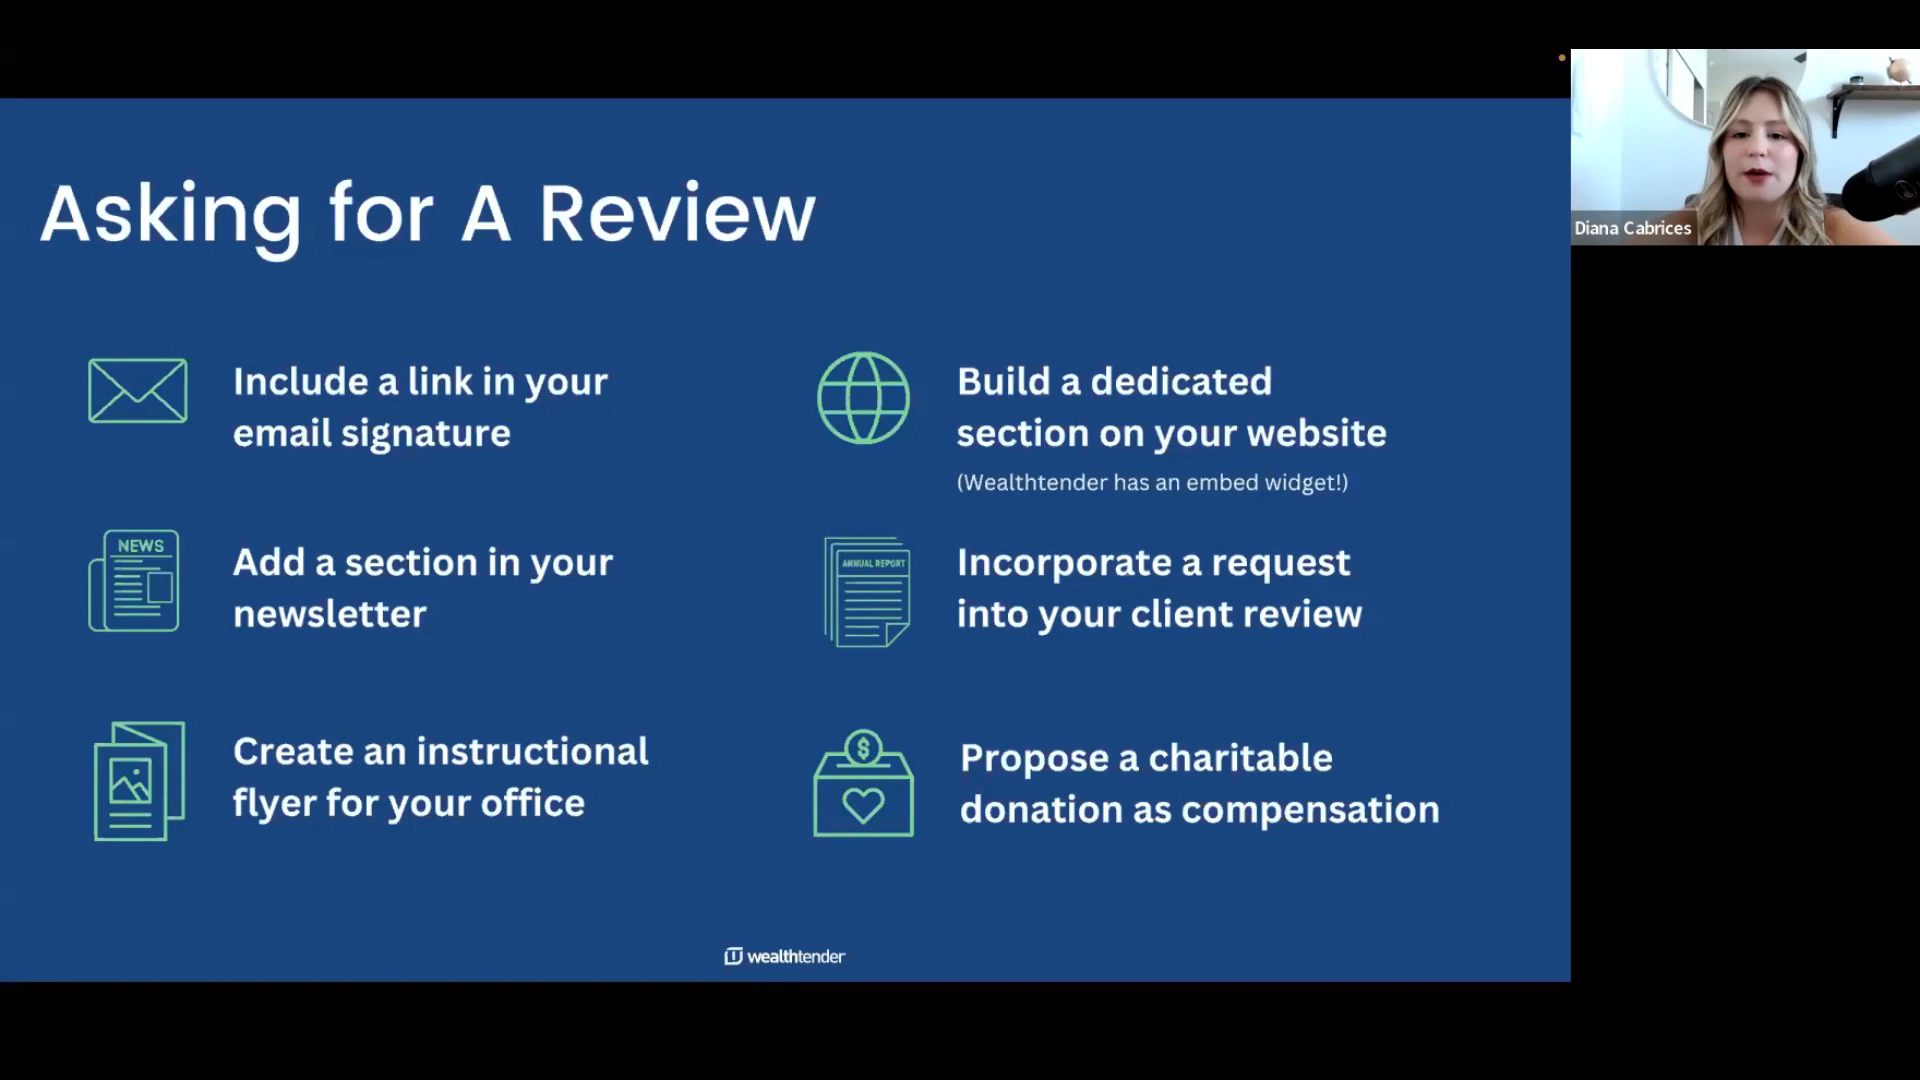 Asking for A Review
Include a link in your
email signature
Build a dedicated
section on your website
(Wealthtender has an embed widget!)
NEWS
Add a section in your
newsletter
ANNUAL REPORT
Incorporate a request
into your client review
Create an instructional
flyer for your office
$
Propose a charitable
donation as compensation
wealthtender
Diana Cabrices